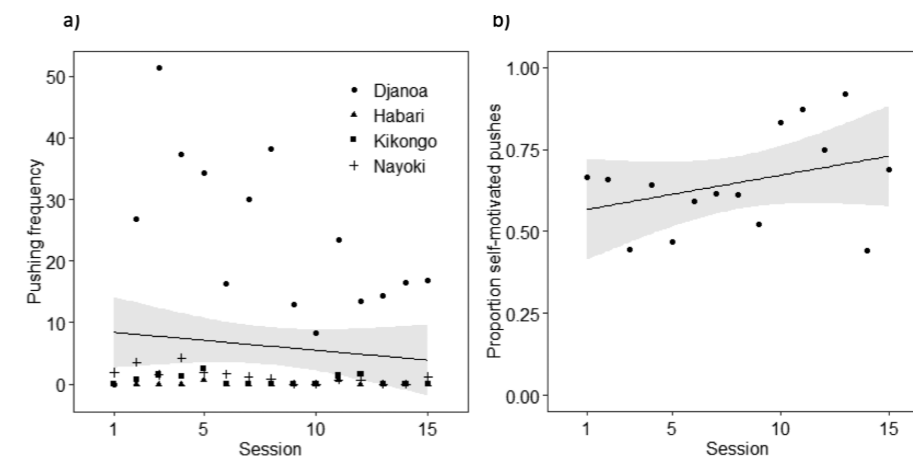 a)
Pushing frequency
50
40
30
20
10
0
Djanoa
Habari
Kikongo
Nayoki
1 5 10 15
Session
b)
Proportion self-motivated pushes
1.00
0.75
0.50
0.25
0.00
1 5 10 15
Session